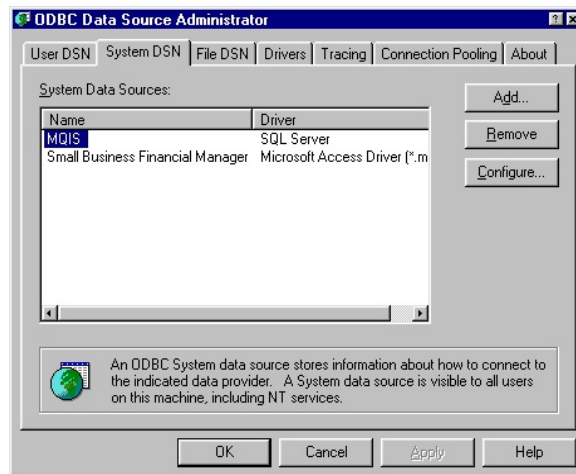 ODBC Data Source Administrator
User DSN System DSN File DSN Drivers Tracing Connection Pooling About
System Data Sources:
Name Driver
MQIS SQL Server
Small Business Financial Manager Microsoft Access Driver (*.m
Add...
Remove
Configure...
An ODBC System data source stores information about how to connect to
the indicated data provider. A System data source is visible to all users
on this machine, including NT services.
OK Cancel Apply Help